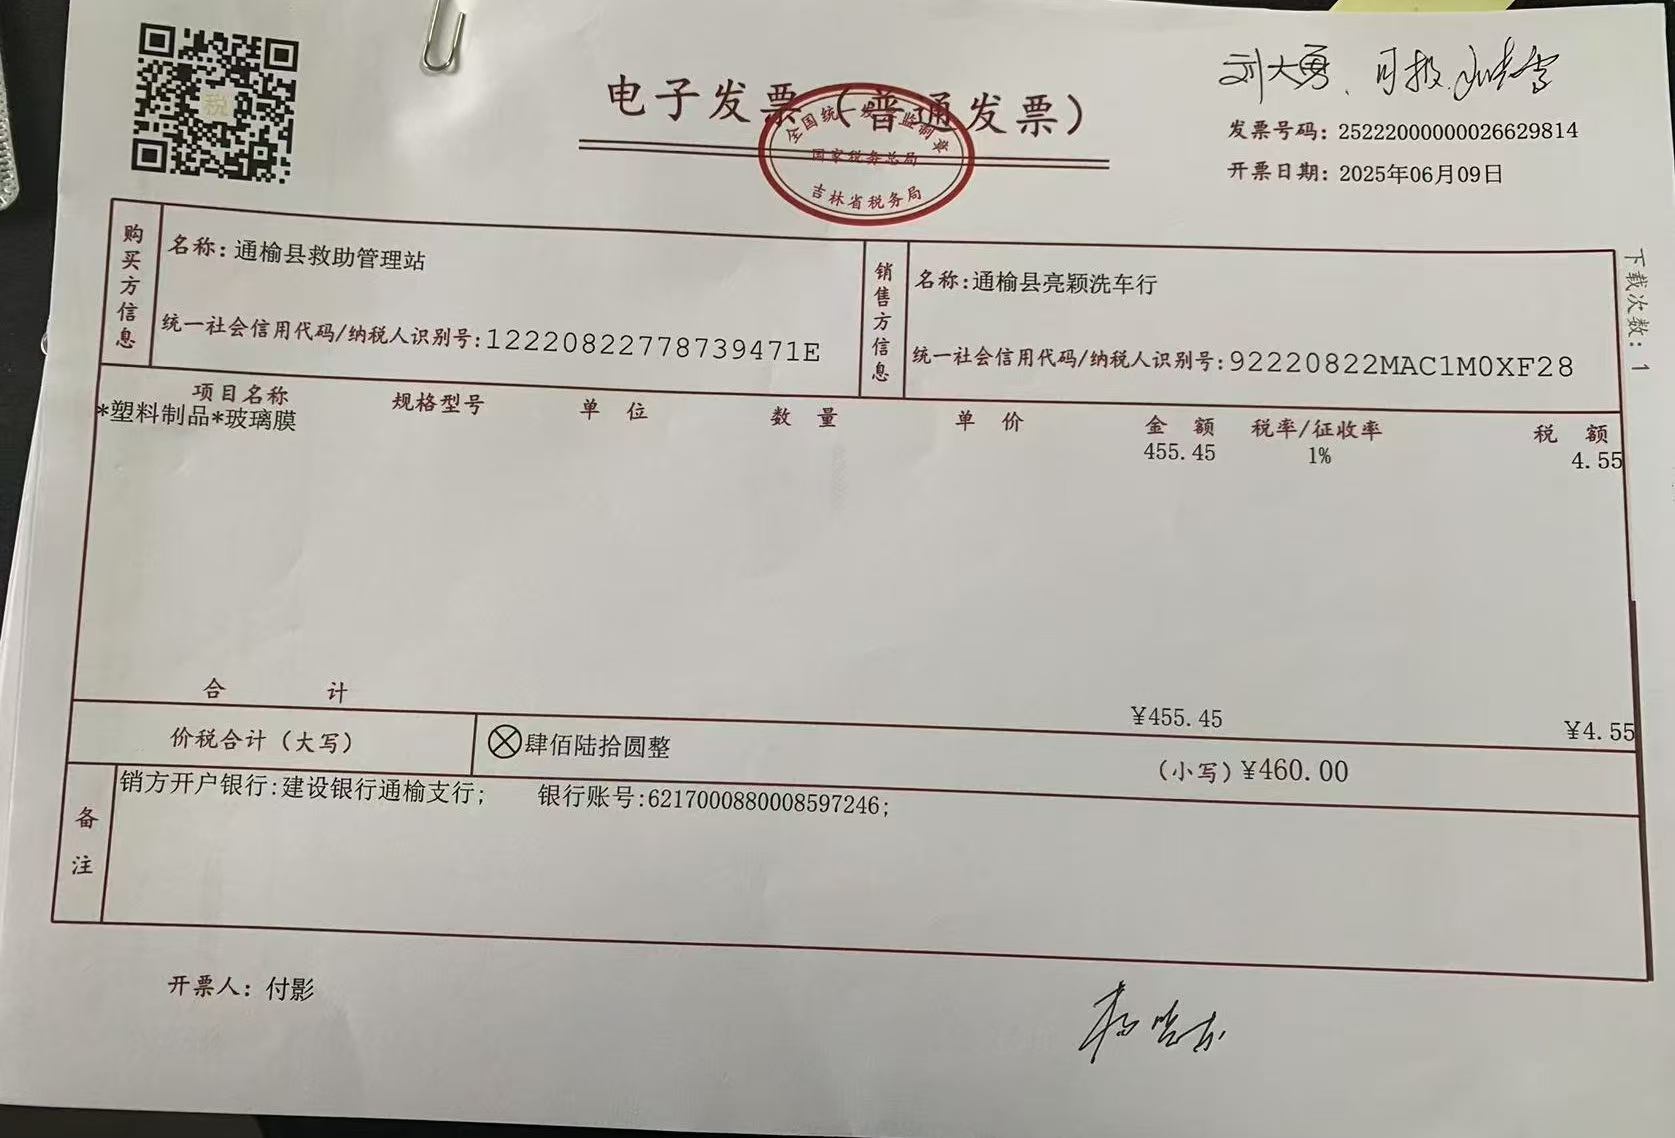 刘大勇、可报.
电子发票（普通发票）
全国统一发票监制章
国家税务总局
吉林省税务局
税
发票号码：25222000000026629814
开票日期：2025年06月09日
下载次数：1
购买方信息
名称：通榆县救助管理站
统一社会信用代码/纳税人识别号：12220822778739471E
销售方信息
名称：通榆县亮颖洗车行
统一社会信用代码/纳税人识别号：92220822MAC1M0XF28
项目名称 规格型号 单位 数量 单价 金额 税率/征收率 税额
*塑料制品*玻璃膜 455.45 1% 4.55
合计 ¥455.45 ¥4.55
价税合计（大写） ⊗肆佰陆拾圆整 （小写）¥460.00
备注
销方开户银行:建设银行通榆支行; 银行账号:6217000880008597246;
开票人：付影